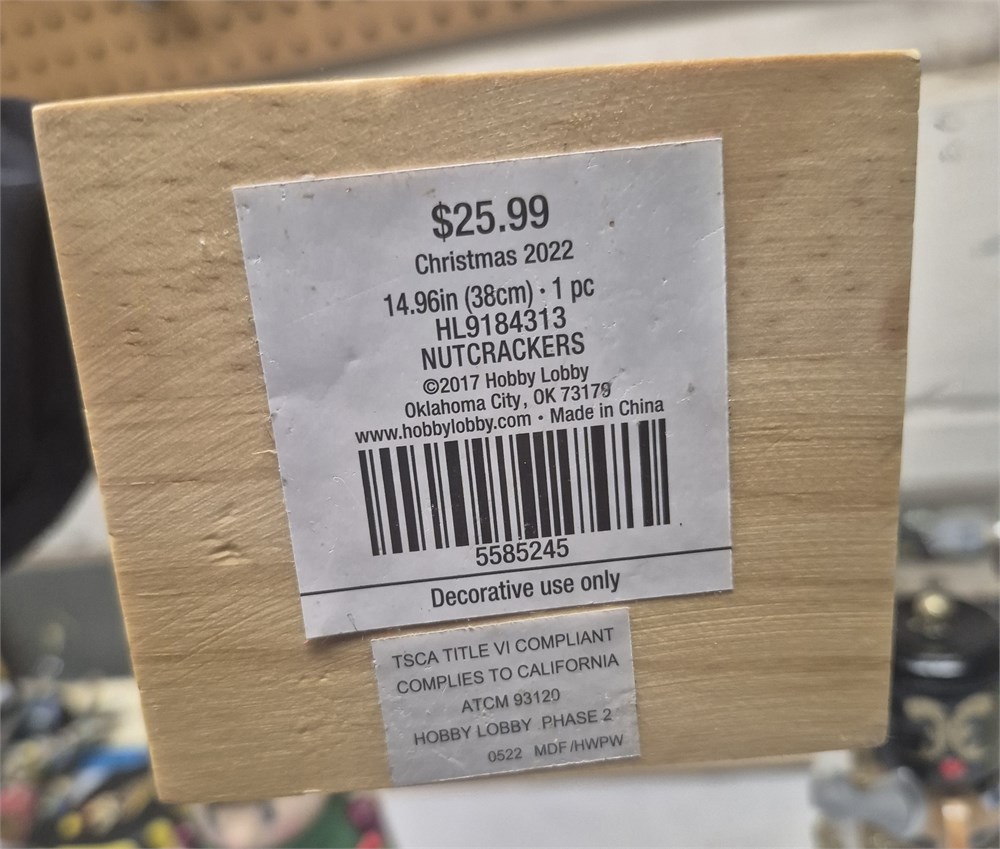 $25.99
Christmas 2022
14.96in (38cm) · 1 pc
HL9184313
NUTCRACKERS
©2017 Hobby Lobby
Oklahoma City, OK 73179
www.hobbylobby.com · Made in China
5585245
Decorative use only
TSCA TITLE VI COMPLIANT
COMPLIES TO CALIFORNIA
ATCM 93120
HOBBY LOBBY PHASE 2
0522 MDF/HWPW